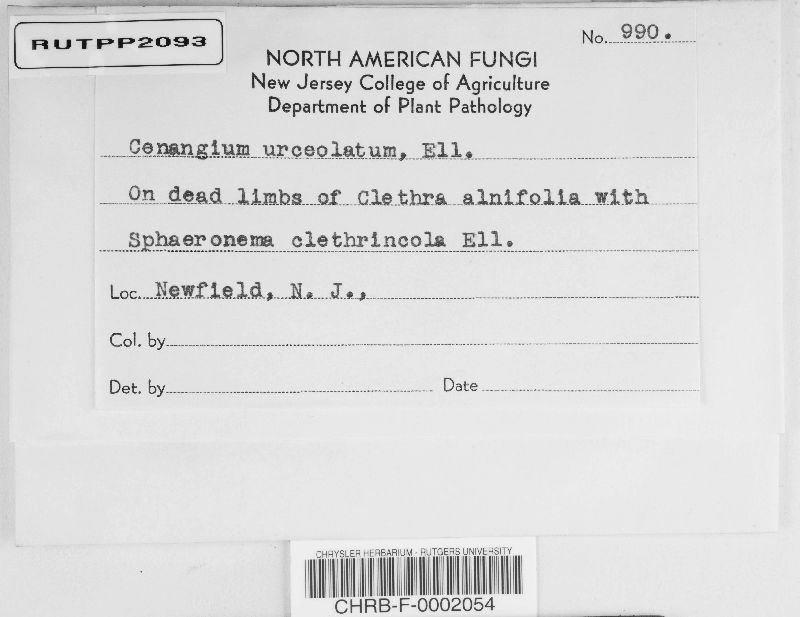 RUTPP2093
No. 990.
NORTH AMERICAN FUNGI
New Jersey College of Agriculture
Department of Plant Pathology
Cenangium urceolatum, Ell.
On dead limbs of Clethra alnifolia with
Sphaeronema clethrincola Ell.
Loc. Newfield, N. J.,
Col. by
Det. by Date
CHRYSLER HERBARIUM - RUTGERS UNIVERSITY
CHRB-F-0002054